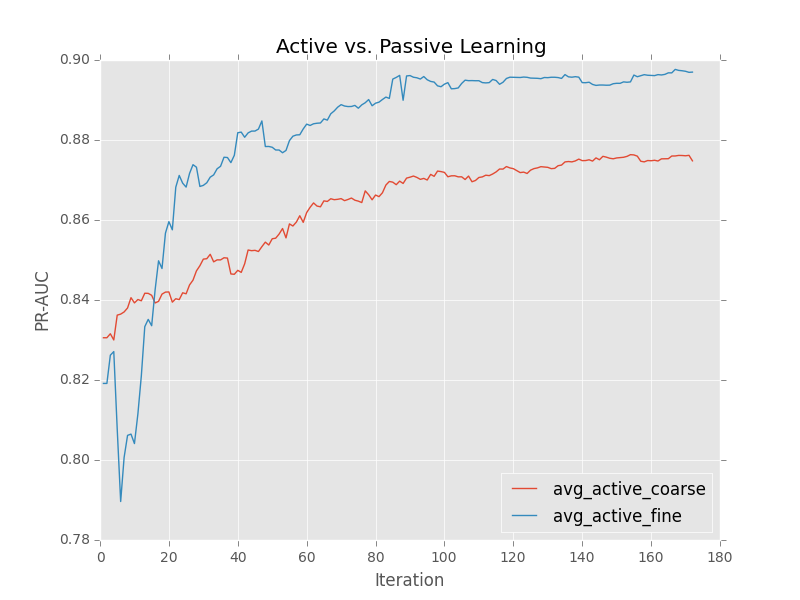 Active vs. Passive Learning
0.90
0.88
0.86
0.84
0.82
0.80
0.78
PR-AUC
avg_active_coarse
avg_active_fine
0 20 40 60 80 100 120 140 160 180
Iteration